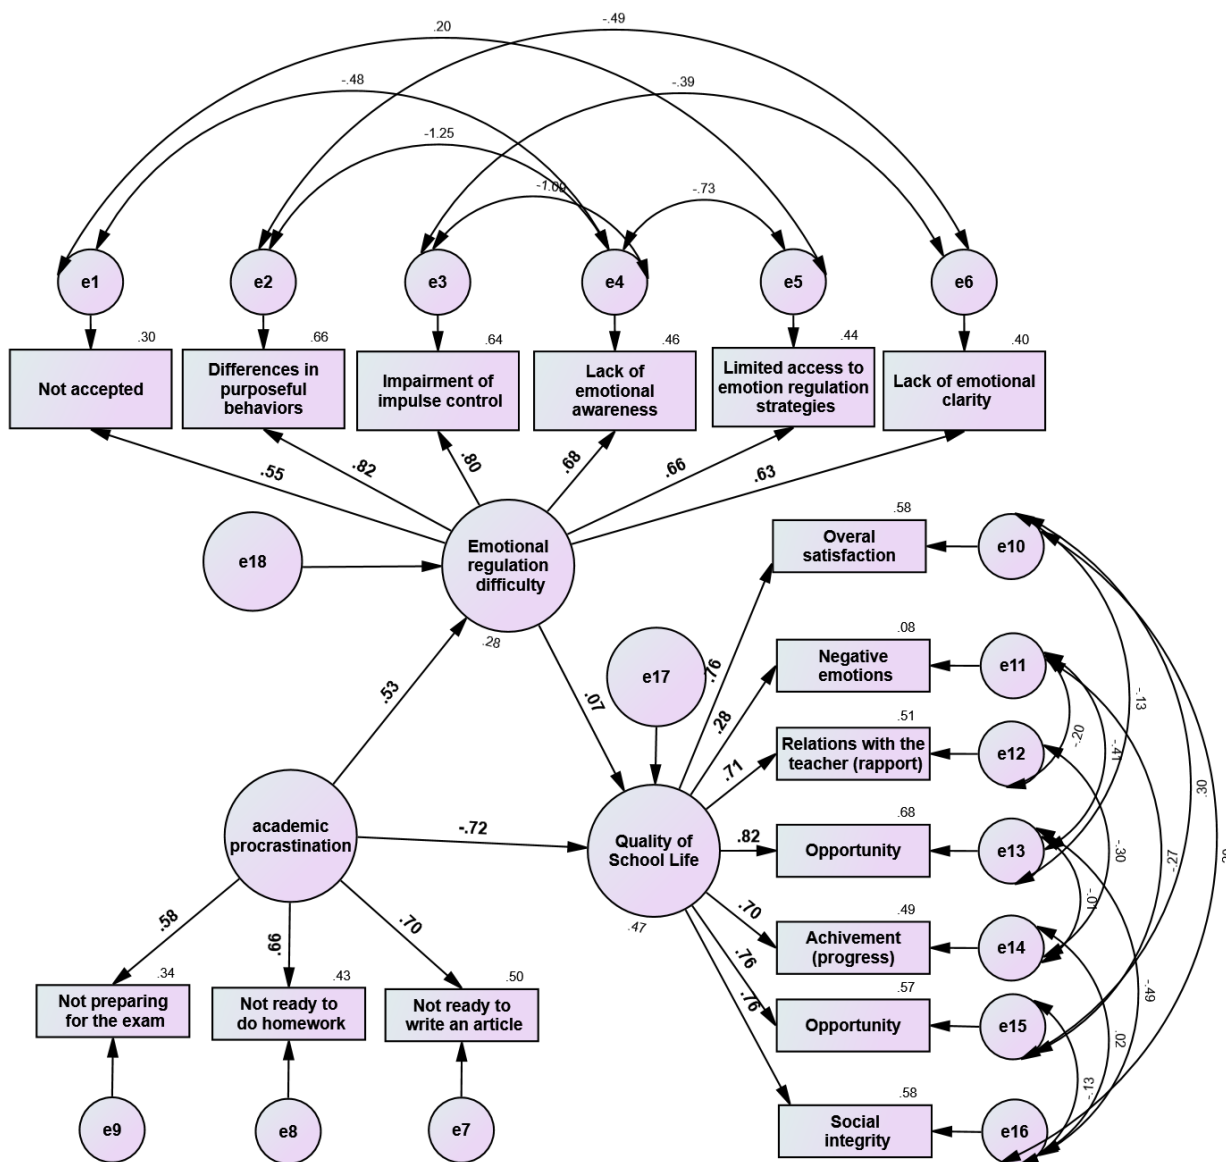 -.49
.20
-.48
-.39
-1.25
-1.00
-.73
e1
e2
e3
e4
e5
e6
.30
.66
.64
.46
.44
.40
Not accepted
Differences in
purposeful
behaviors
Impairment of
impulse control
Lack of
emotional
awareness
Limited access to
emotion regulation
strategies
Lack of emotional
clarity
.55
.82
.80
.68
.66
.63
e18
Emotional
regulation
difficulty
.28
.58
Overal
satisfaction
e10
e17
.08
Negative
emotions
e11
.53
.07
.76
.28
.71
.82
.70
.76
.76
.51
Relations with the
teacher (rapport)
e12
-.13
-.20
-.41
.30
academic
procrastination
-.72
Quality of
School Life
.47
.68
Opportunity
e13
-.30
-.27
-.01
.49
Achivement
(progress)
e14
-.49
.58
.66
.70
.34
Not preparing
for the exam
.43
Not ready to
do homework
.50
Not ready to
write an article
.57
Opportunity
e15
.02
-.13
e9
e8
e7
.58
Social
integrity
e16